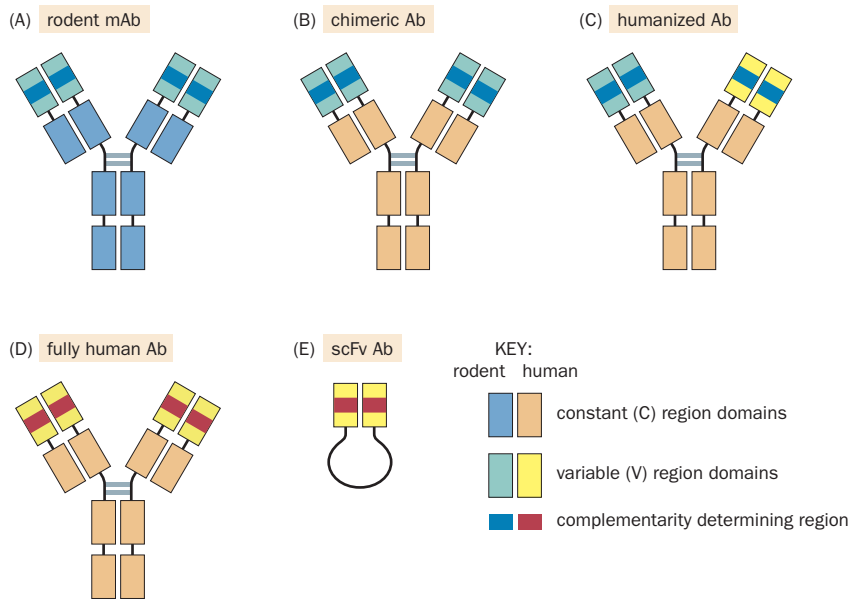 (A) rodent mAb
(B) chimeric Ab
(C) humanized Ab
(D) fully human Ab
(E) scFv Ab
KEY:
rodent human
constant (C) region domains
variable (V) region domains
complementarity determining region